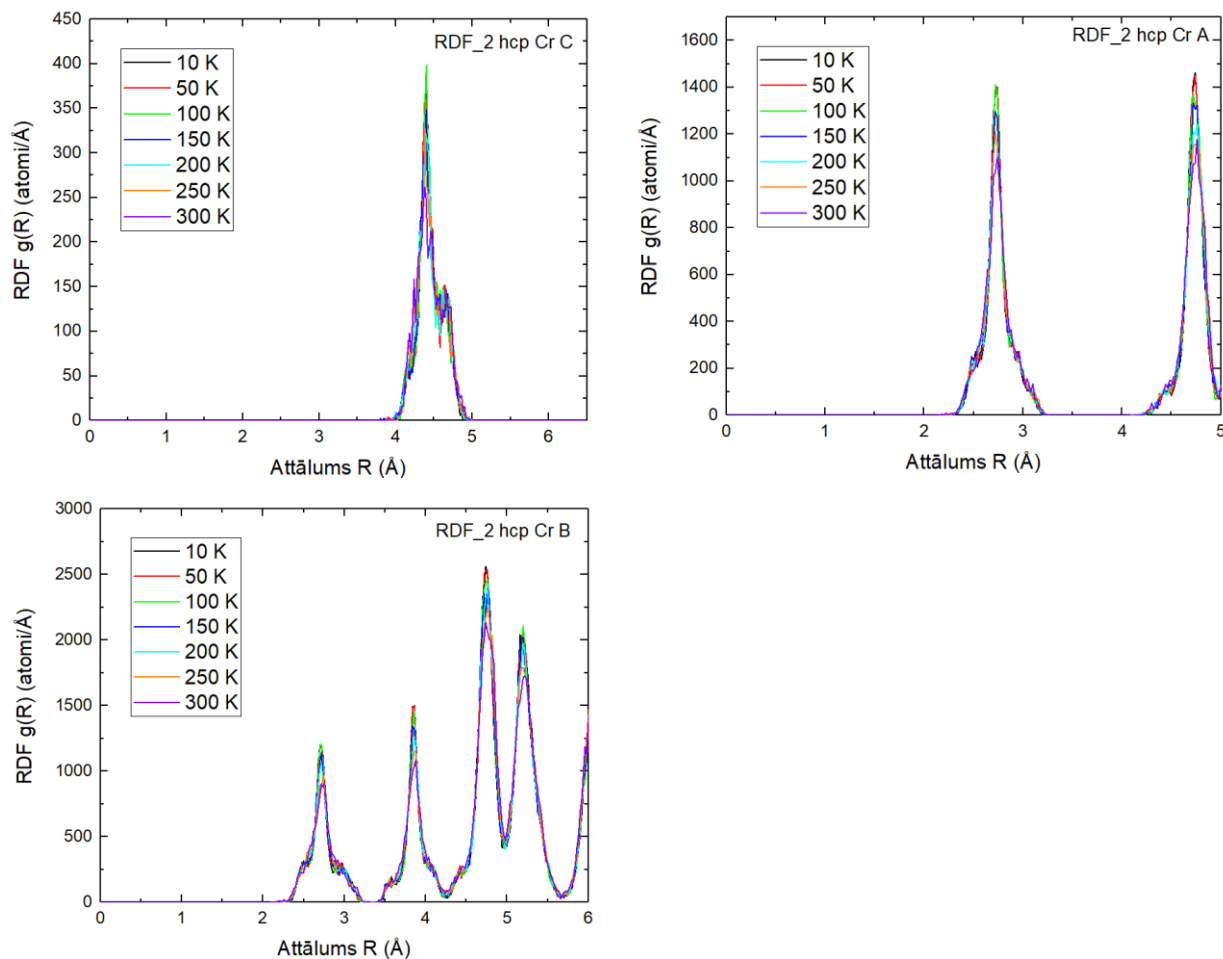 RDF_2 hcp Cr C
RDF g(R) (atomi/Å)
450
400
350
300
250
200
150
100
50
0
10 K
50 K
100 K
150 K
200 K
250 K
300 K
0 1 2 3 4 5 6
Attālums R (Å)
RDF_2 hcp Cr A
RDF g(R) (atomi/Å)
1600
1400
1200
1000
800
600
400
200
0
10 K
50 K
100 K
150 K
200 K
250 K
300 K
0 1 2 3 4 5
Attālums R (Å)
RDF_2 hcp Cr B
RDF g(R) (atomi/Å)
3000
2500
2000
1500
1000
500
0
10 K
50 K
100 K
150 K
200 K
250 K
300 K
0 1 2 3 4 5 6
Attālums R (Å)